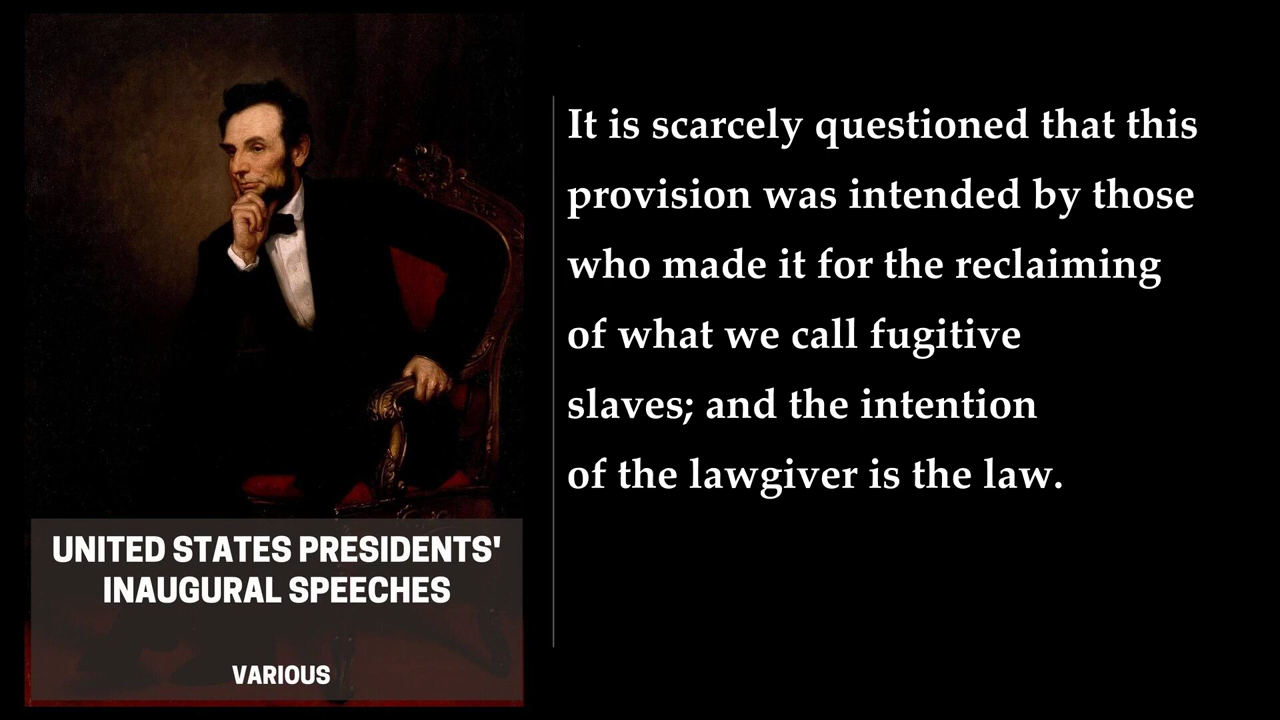 It is scarcely questioned that this
provision was intended by those
who made it for the reclaiming
of what we call fugitive
slaves; and the intention
of the lawgiver is the law.
UNITED STATES PRESIDENTS'
INAUGURAL SPEECHES
VARIOUS